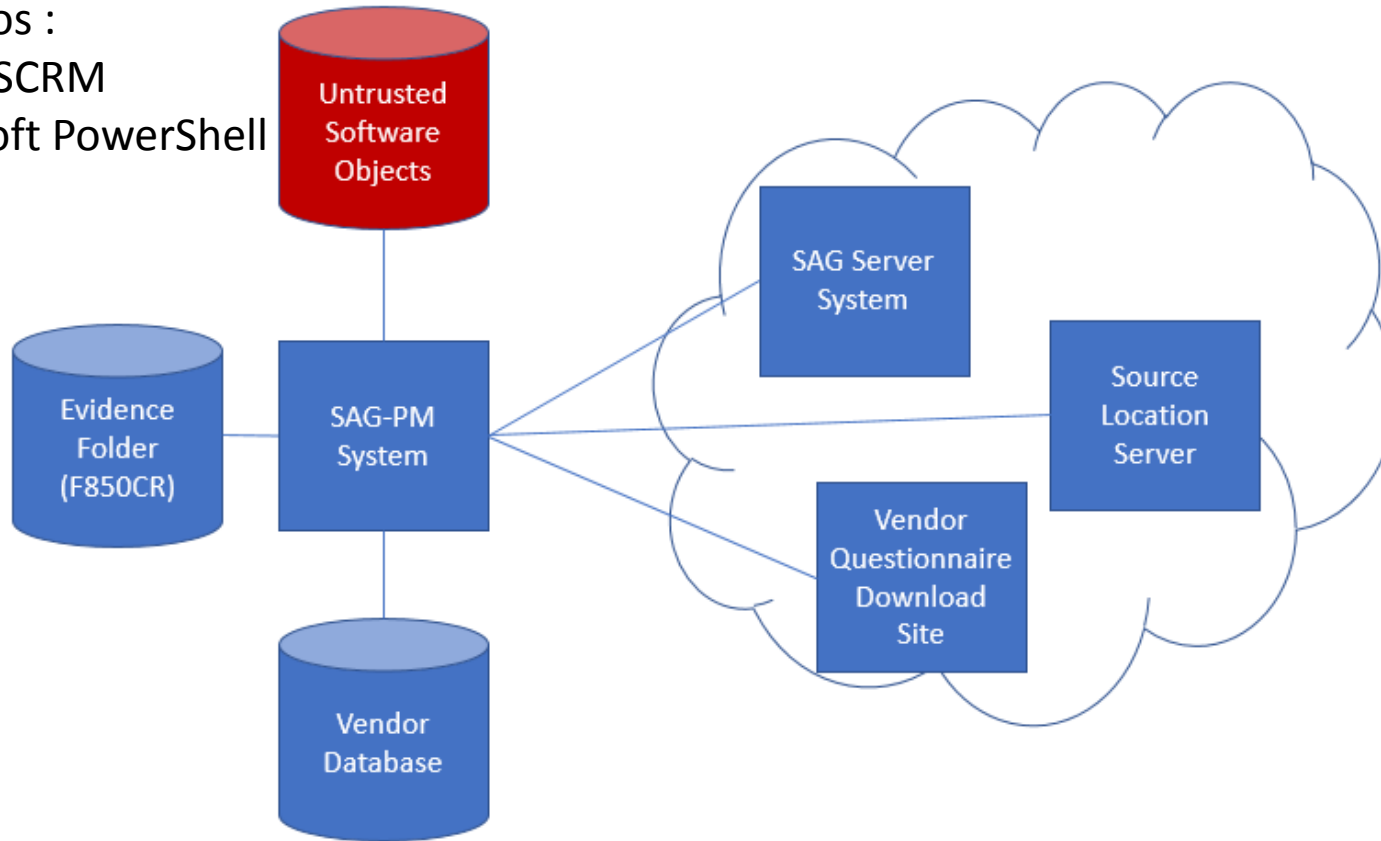 os :
SCRM
oft PowerShell
Untrusted
Software
Objects
SAG Server
System
Source
Location
Server
Evidence
Folder
(F850CR)
SAG-PM
System
Vendor
Questionnaire
Download
Site
Vendor
Database